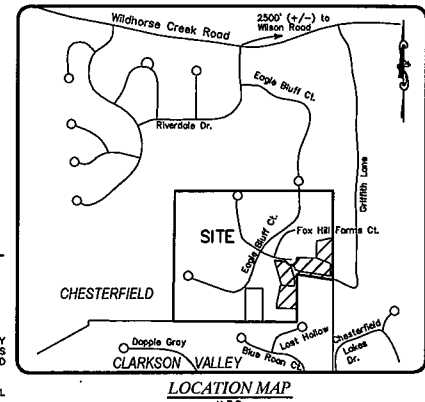 Wildhorse Creek Road
2500' (+/-) to
Wilson Road
Eagle Bluff Ct.
Riverdale Dr.
Griffith Lane
SITE
Eagle Bluff Ct.
Fox Hill Farms Ct.
CHESTERFIELD
Dapple Gray
CLARKSON VALLEY
Blue Roan Ct.
Lost Hollow
Chesterfield
Lakes
Dr.
LOCATION MAP